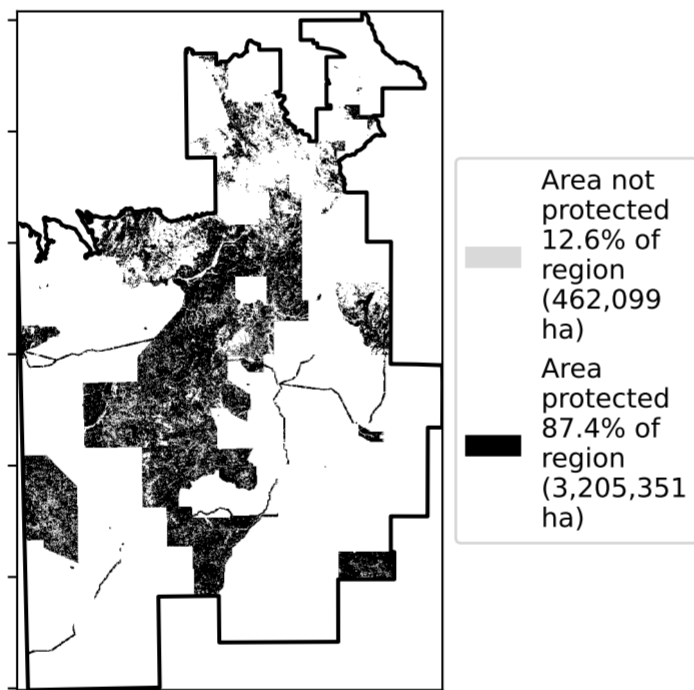 Area not
protected
12.6% of
region
(462,099
ha)
Area
protected
87.4% of
region
(3,205,351
ha)